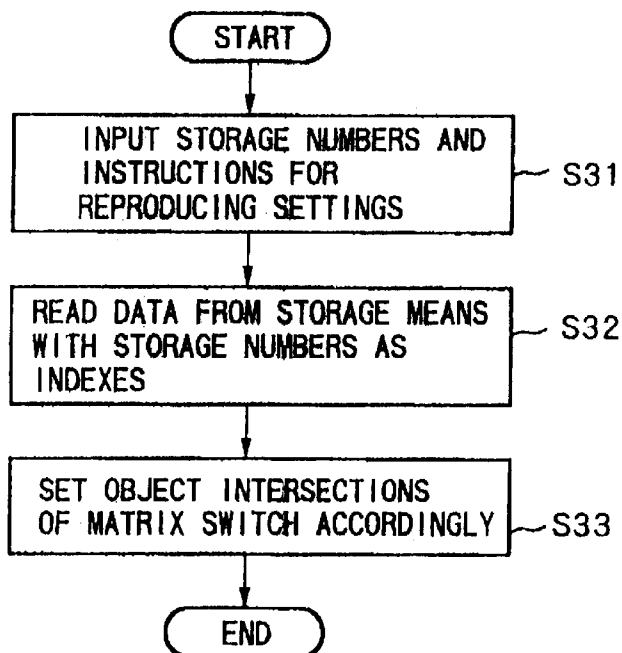 START
INPUT STORAGE NUMBERS AND
INSTRUCTIONS FOR
REPRODUCING SETTINGS
S31
READ DATA FROM STORAGE MEANS
WITH STORAGE NUMBERS AS
INDEXES
S32
SET OBJECT INTERSECTIONS
OF MATRIX SWITCH ACCORDINGLY
S33
END